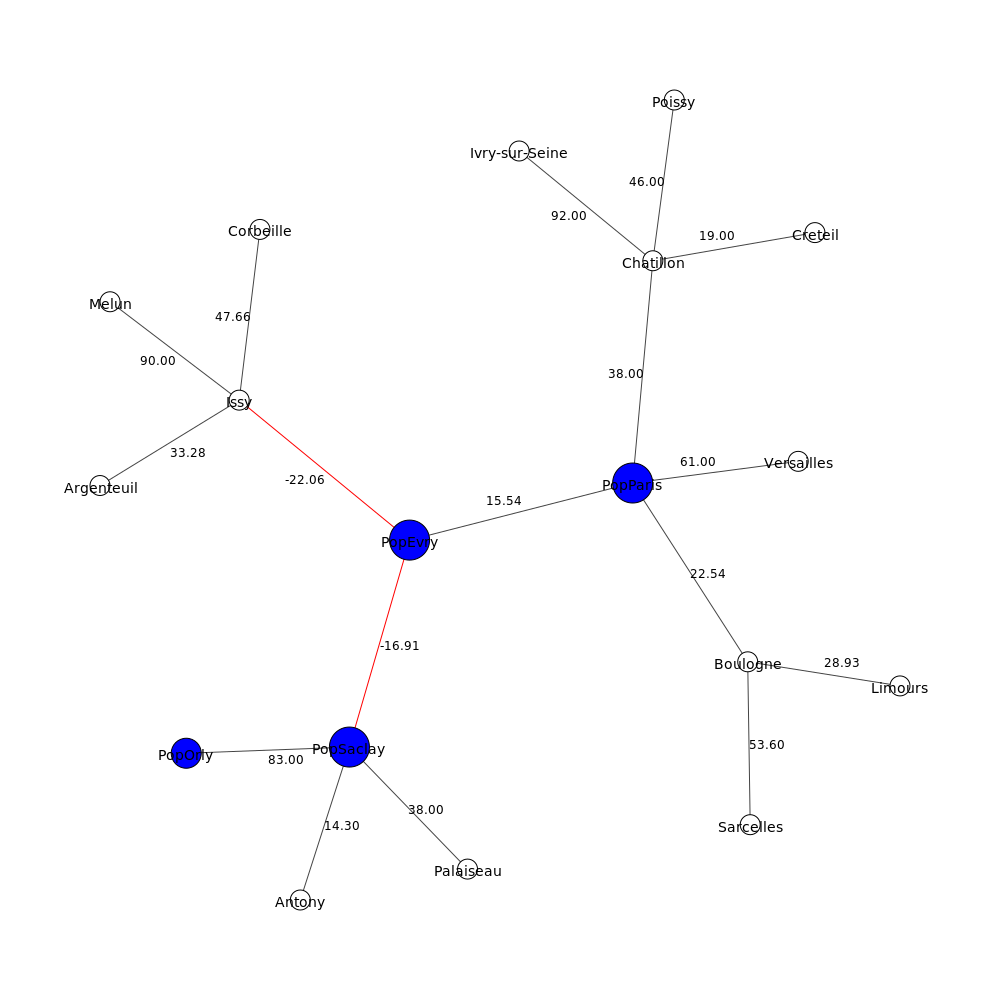 Poissy
Ivry-sur-Seine
46.00
92.00
Corbeille
Creteil
19.00
Chatillon
Melun
47.66
90.00
38.00
Issy
33.28
Versailles
61.00
-22.06
PopParis
Argenteuil
15.54
PopEvry
22.54
-16.91
Boulogne
28.93
Limours
53.60
PopSaclay
PopOrly
83.00
38.00
14.30
Sarcelles
Palaiseau
Antony